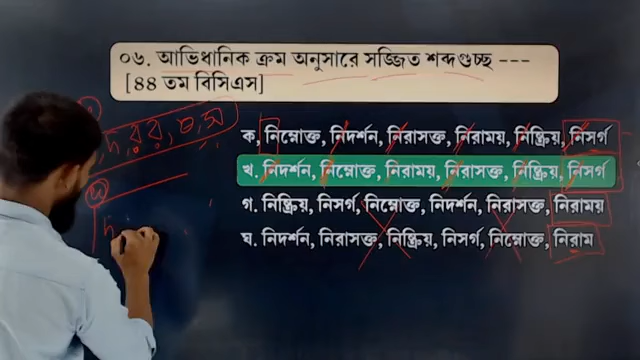 ০৬. আভিধানিক ক্রম অনুসারে সজ্জিত শব্দগুচ্ছ ---
[৪৪ তম বিসিএস]
ক, নিম্নোক্ত, নিদর্শন, নিরাসক্ত, নিরাময়, নিষ্ক্রিয়, নিসর্গ
খ. নিদর্শন, নিম্নোক্ত, নিরাময়, নিরাসক্ত, নিষ্ক্রিয়, নিসর্গ
গ. নিষ্ক্রিয়, নিসর্গ, নিম্নোক্ত, নিদর্শন, নিরাসক্ত, নিরাময়
ঘ. নিদর্শন, নিরাসক্ত, নিষ্ক্রিয়, নিসর্গ, নিম্নোক্ত, নিরাম